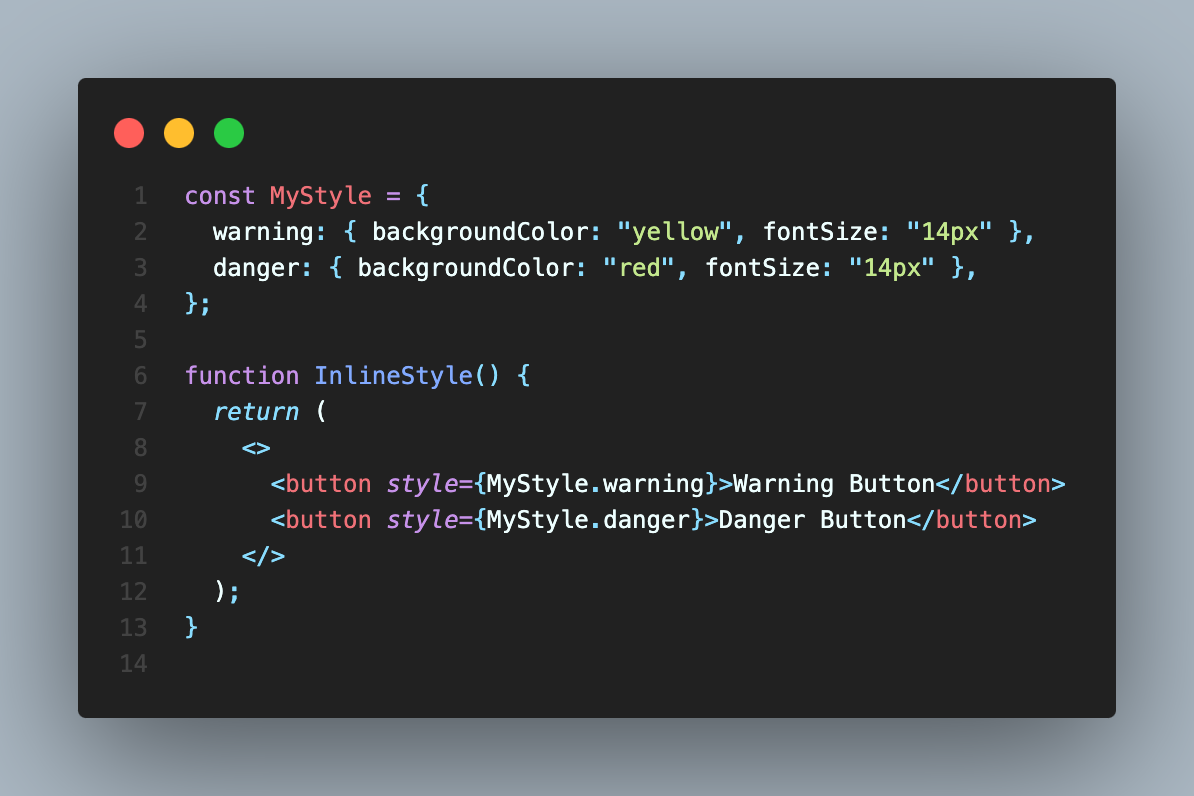 1 const MyStyle = {
2   warning: { backgroundColor: "yellow", fontSize: "14px" },
3   danger: { backgroundColor: "red", fontSize: "14px" },
4 };
5
6 function InlineStyle() {
7   return (
8     <>
9       <button style={MyStyle.warning}>Warning Button</button>
10       <button style={MyStyle.danger}>Danger Button</button>
11     </>
12   );
13 }
14